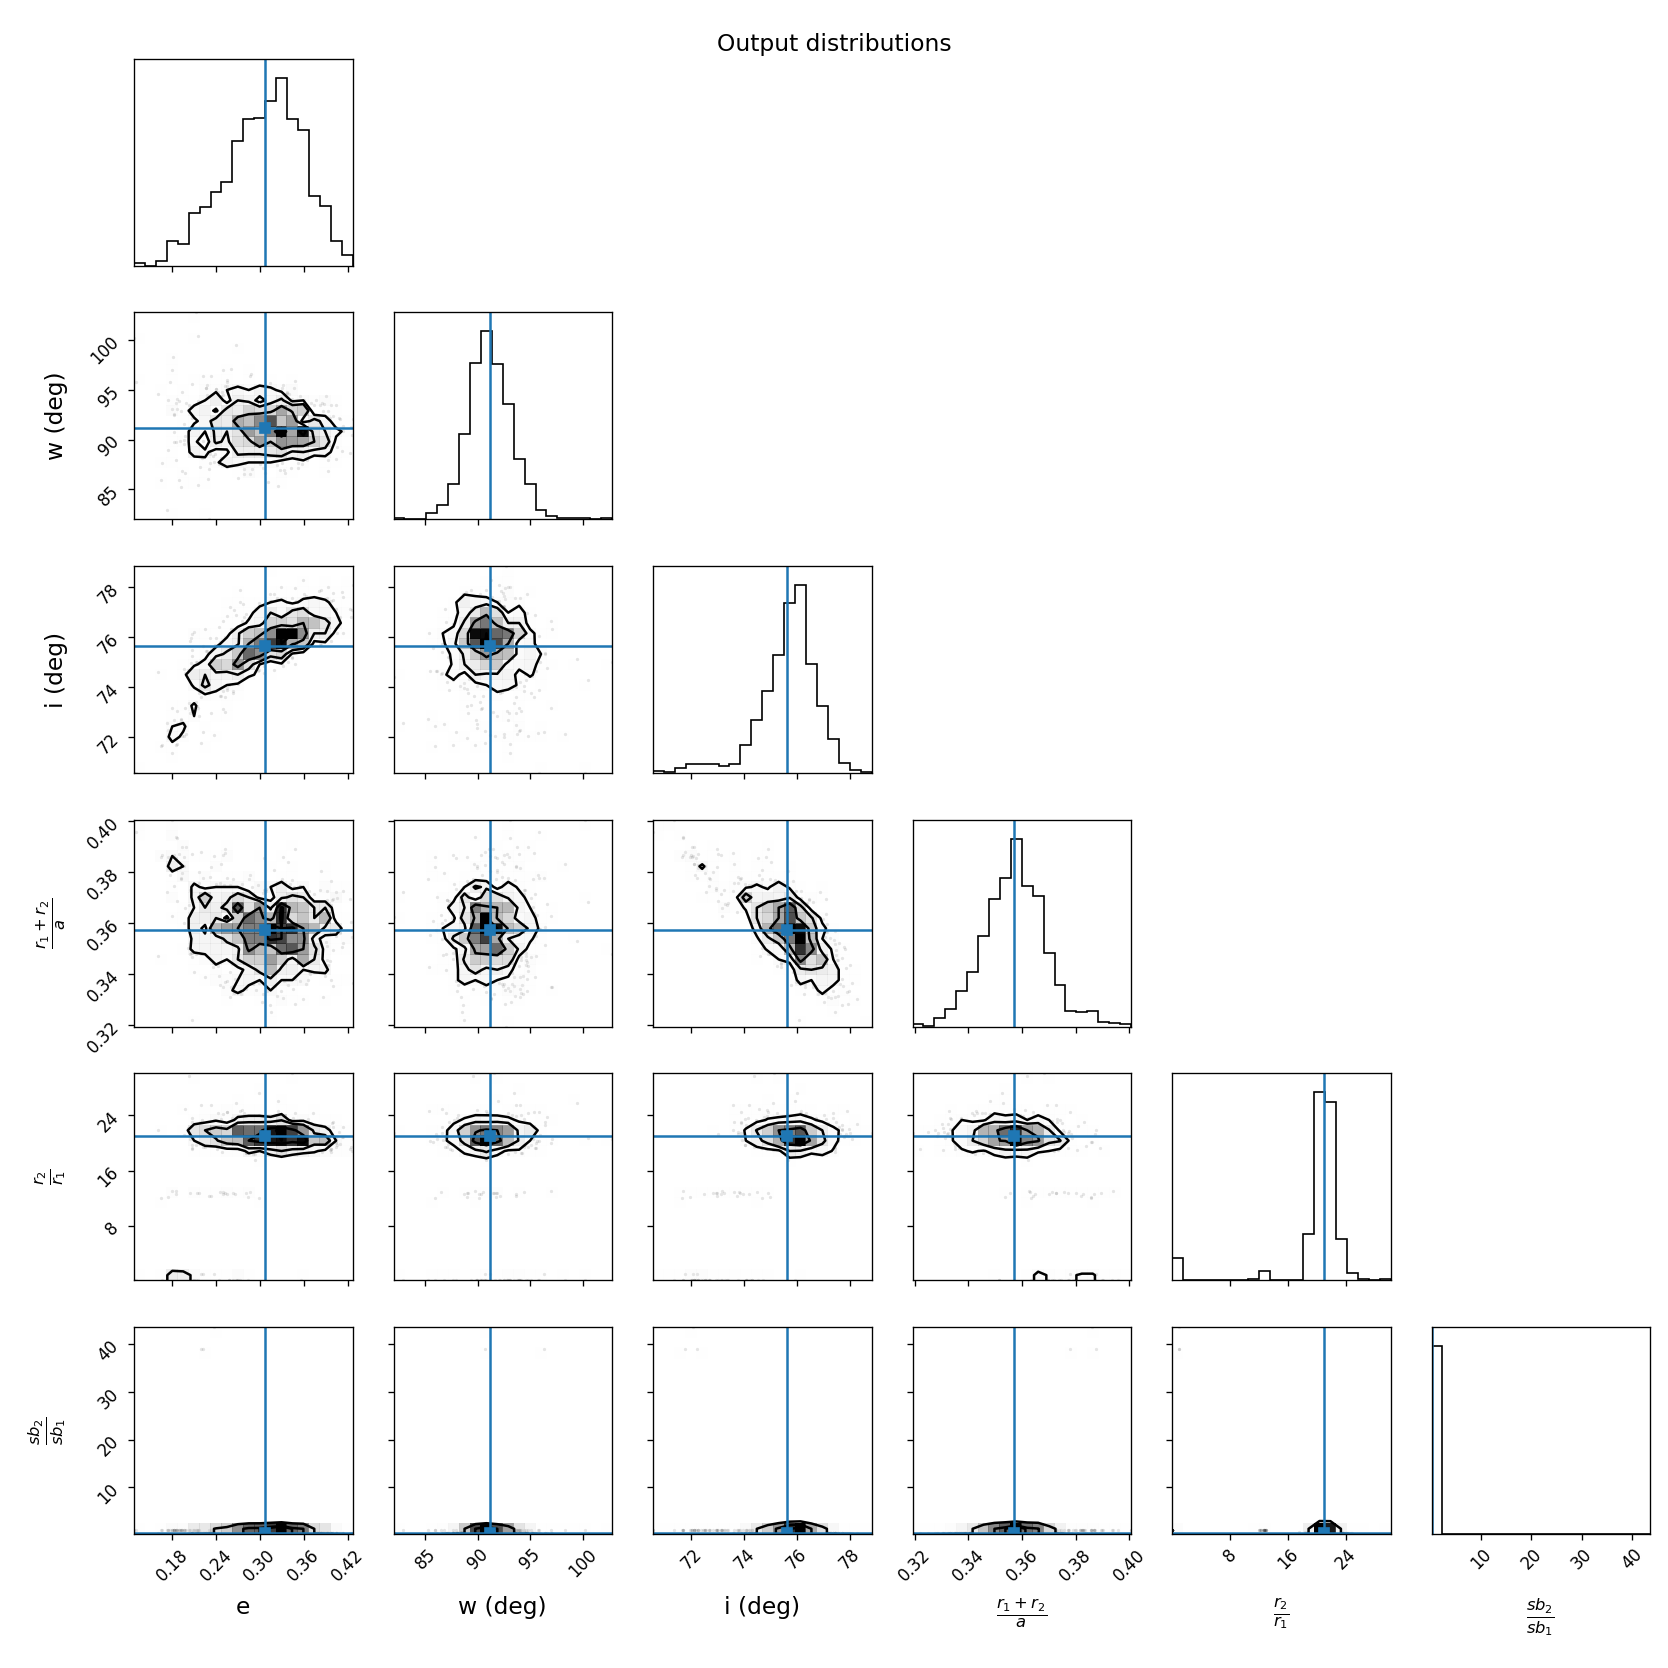 Output distributions
w (deg)
100
95
90
85
i (deg)
78
76
74
72
r₁ + r₂
a
0.40
0.38
0.36
0.34
0.32
r₂
r₁
24
16
8
sb₂
sb₁
40
30
20
10
0.18 0.24 0.30 0.36 0.42 85 90 95 100 72 74 76 78 0.32 0.34 0.36 0.38 0.40 8 16 24 10 20 30 40
e w (deg) i (deg)
r₁ + r₂
a
r₂
r₁
sb₂
sb₁